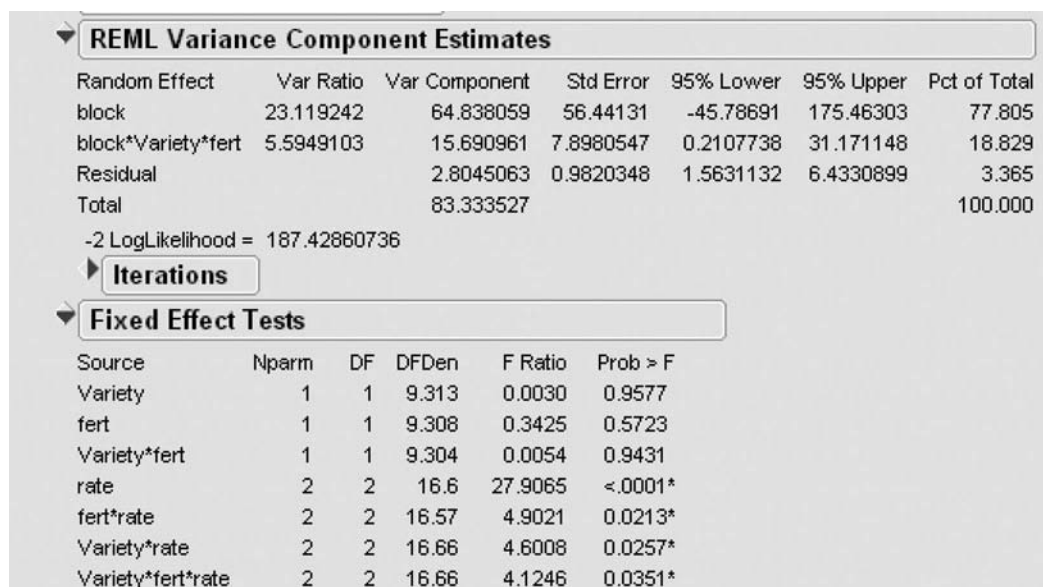 REML Variance Component Estimates
Random Effect Var Ratio Var Component Std Error 95% Lower 95% Upper Pct of Total
block 23.119242 64.838059 56.44131 -45.78691 175.46303 77.805
block*Variety*fert 5.5949103 15.690961 7.8980547 0.2107738 31.171148 18.829
Residual 2.8045063 0.9820348 1.5631132 6.4330899 3.365
Total 83.333527 100.000
-2 LogLikelihood = 187.42860736
Iterations
Fixed Effect Tests
Source Nparm DF DFDen F Ratio Prob > F
Variety 1 1 9.313 0.0030 0.9577
fert 1 1 9.308 0.3425 0.5723
Variety*fert 1 1 9.304 0.0054 0.9431
rate 2 2 16.6 27.9065 <.0001*
fert*rate 2 2 16.57 4.9021 0.0213*
Variety*rate 2 2 16.66 4.6008 0.0257*
Variety*fert*rate 2 2 16.66 4.1246 0.0351*